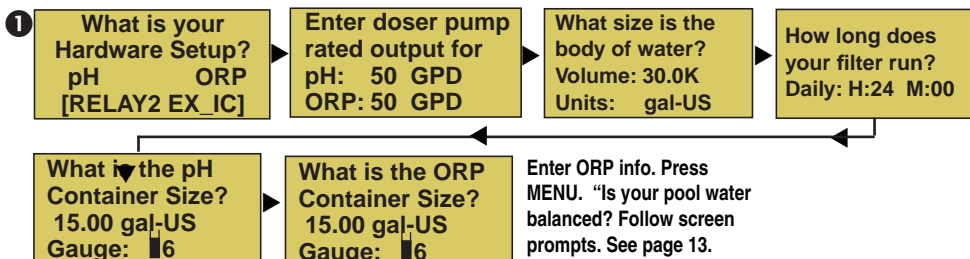 ❶
What is your
Hardware Setup?
pH ORP
[RELAY2 EX_IC]
Enter doser pump
rated output for
pH: 50 GPD
ORP: 50 GPD
What size is the
body of water?
Volume: 30.0K
Units: gal-US
How long does
your filter run?
Daily: H:24 M:00
What is the pH
Container Size?
15.00 gal-US
Gauge: 6
What is the ORP
Container Size?
15.00 gal-US
Gauge: 6
Enter ORP info. Press
MENU. “Is your pool water
balanced? Follow screen
prompts. See page 13.